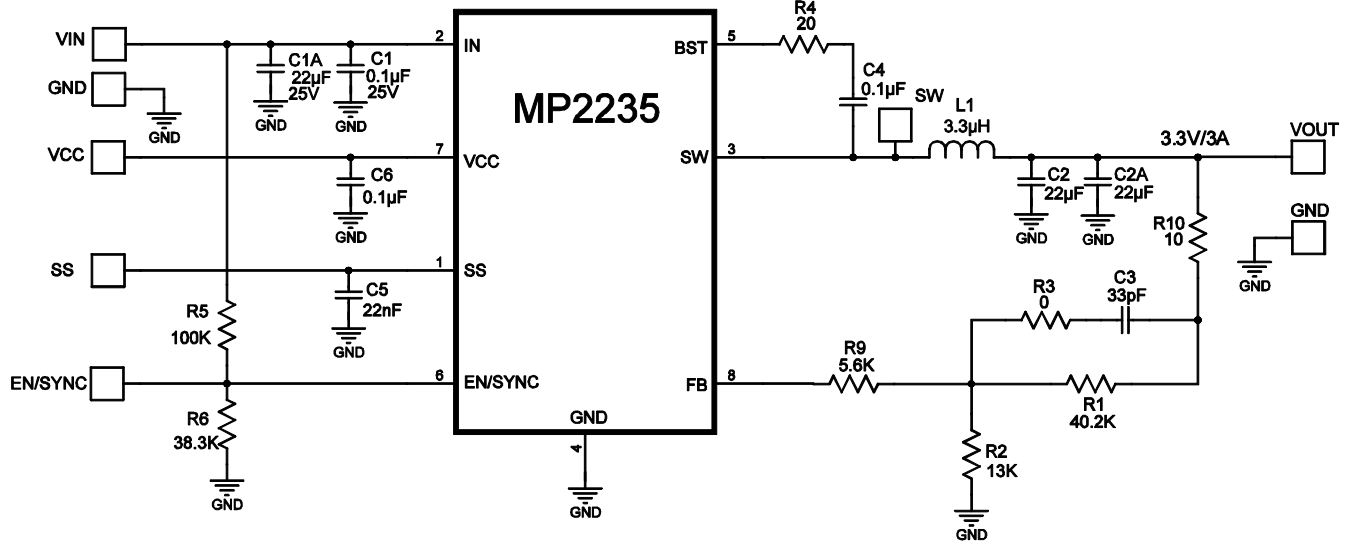 VIN
2
IN
C1A
22µF
25V
C1
0.1µF
25V
GND
GND
GND
GND
MP2235
BST
5
R4
20
C4
0.1µF
SW
L1
3.3µH
VCC
7
VCC
C6
0.1µF
GND
SW
3
3.3V/3A
VOUT
C2
22µF
GND
C2A
22µF
GND
R10
10
GND
GND
SS
1
SS
C5
22nF
GND
R5
100K
R3
0
C3
33pF
EN/SYNC
6
EN/SYNC
FB
8
R9
5.6K
R1
40.2K
R6
38.3K
GND
GND
4
GND
R2
13K
GND